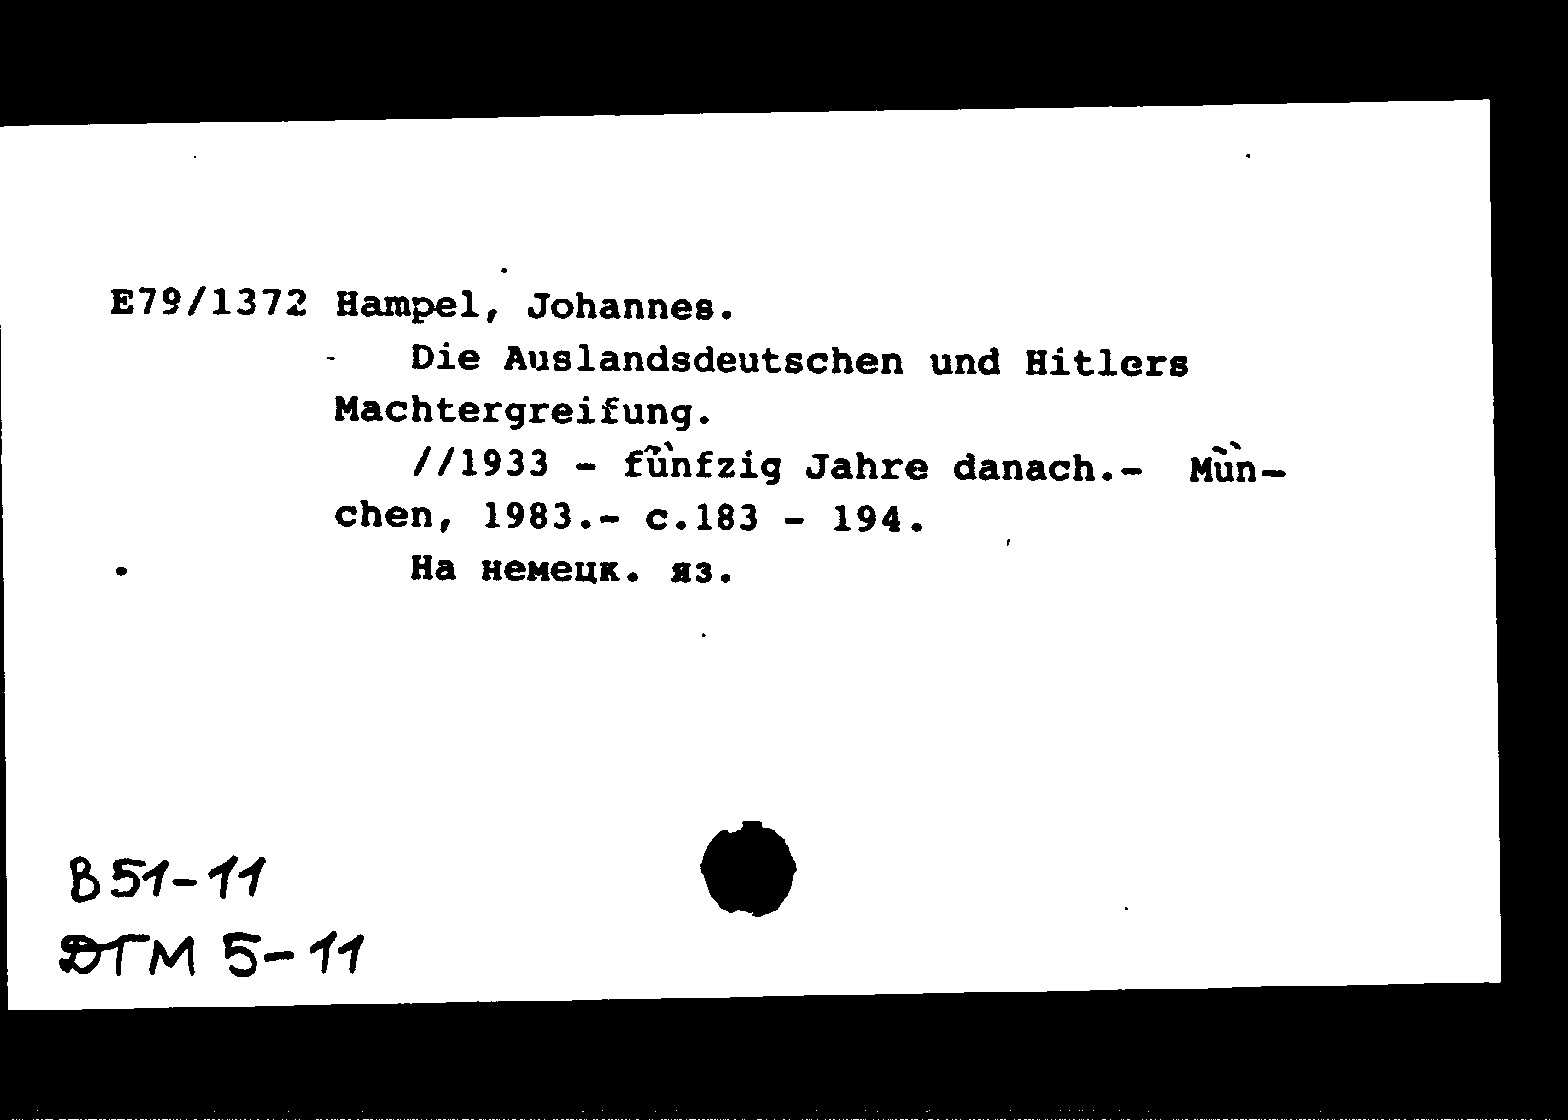 E79/1372 Hampel, Johannes.
Die Auslandsdeutschen und Hitlers
Machtergreifung.
//1933 - fünfzig Jahre danach.- Mün-
chen, 1983.- c.183 - 194.
На немецк. яз.
B51-11
DTM 5-11